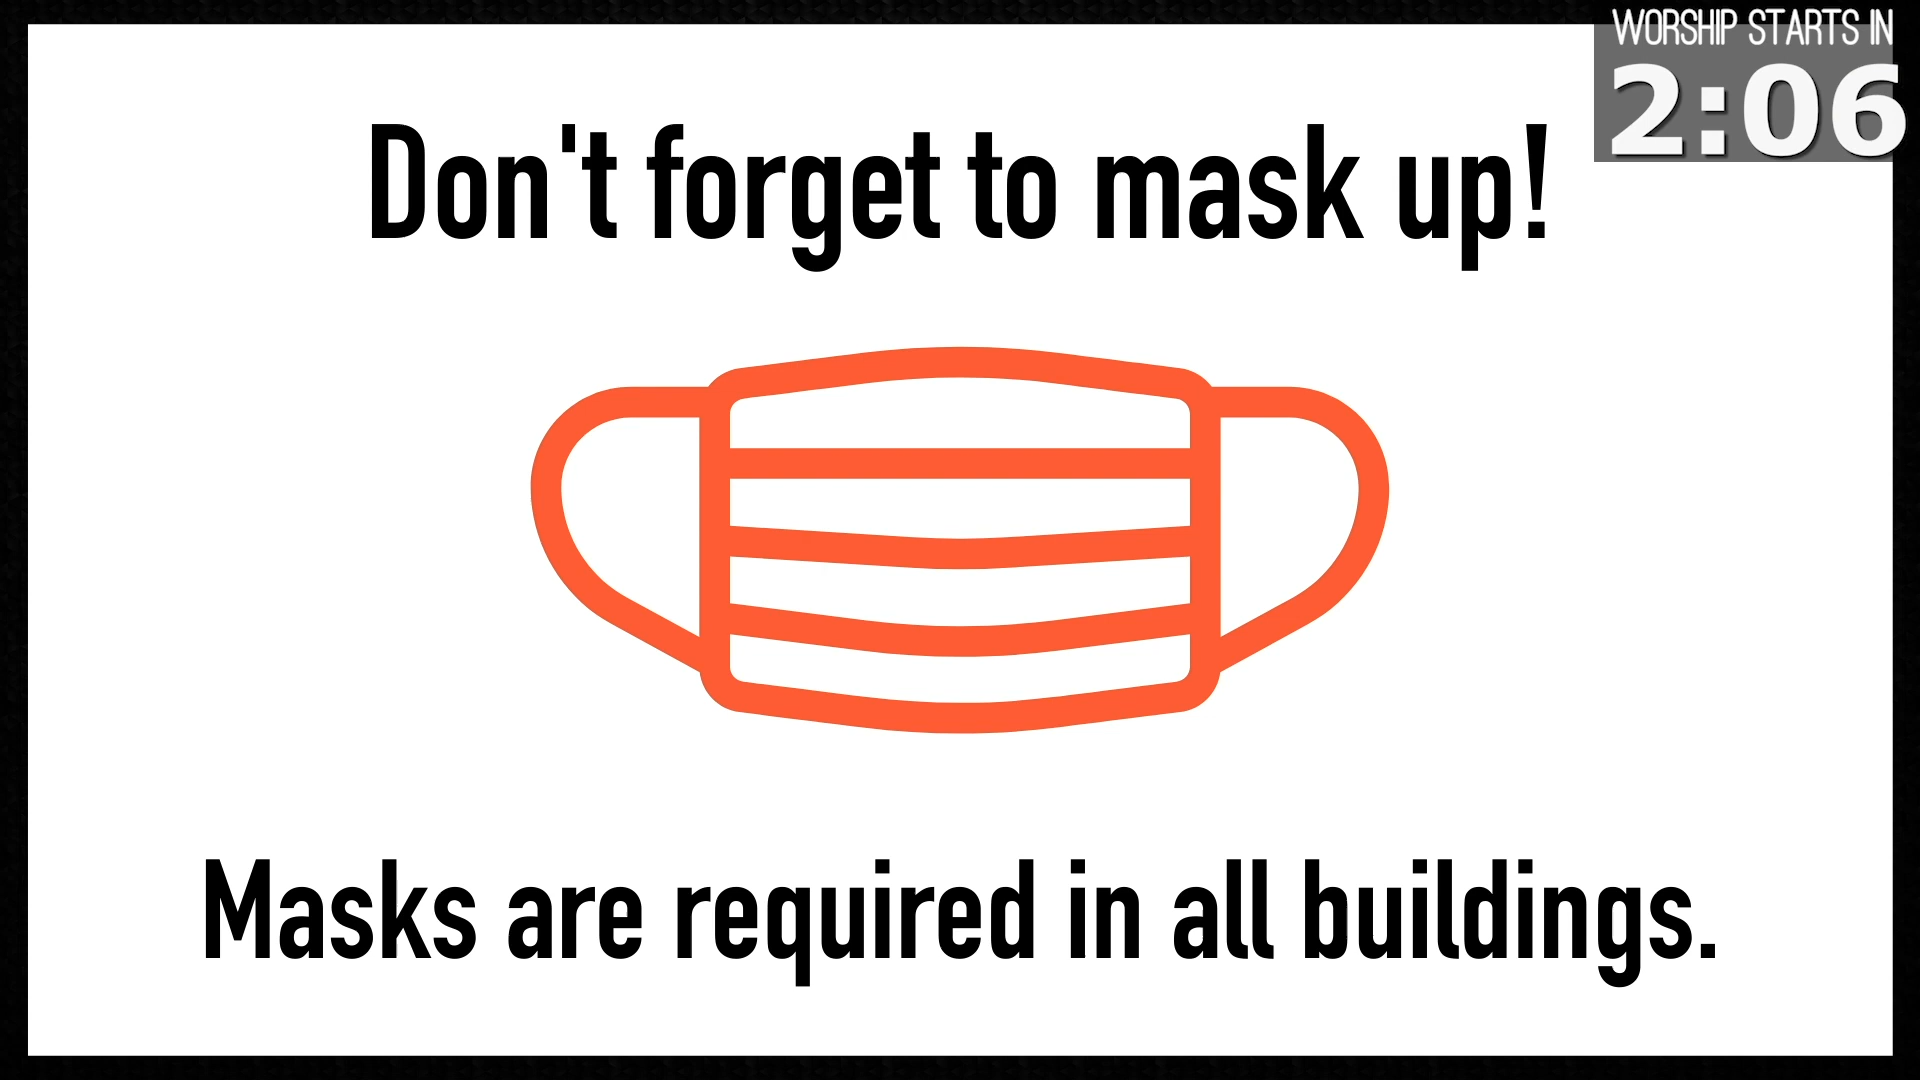 WORSHIP STARTS IN
2:06
Don't forget to mask up!
Masks are required in all buildings.